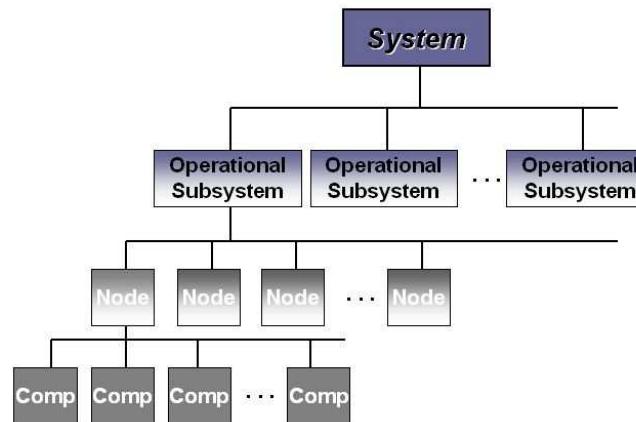 System
Operational Subsystem
Operational Subsystem
. . .
Operational Subsystem
Node
Node
Node
. . .
Node
Comp
Comp
Comp
. . .
Comp